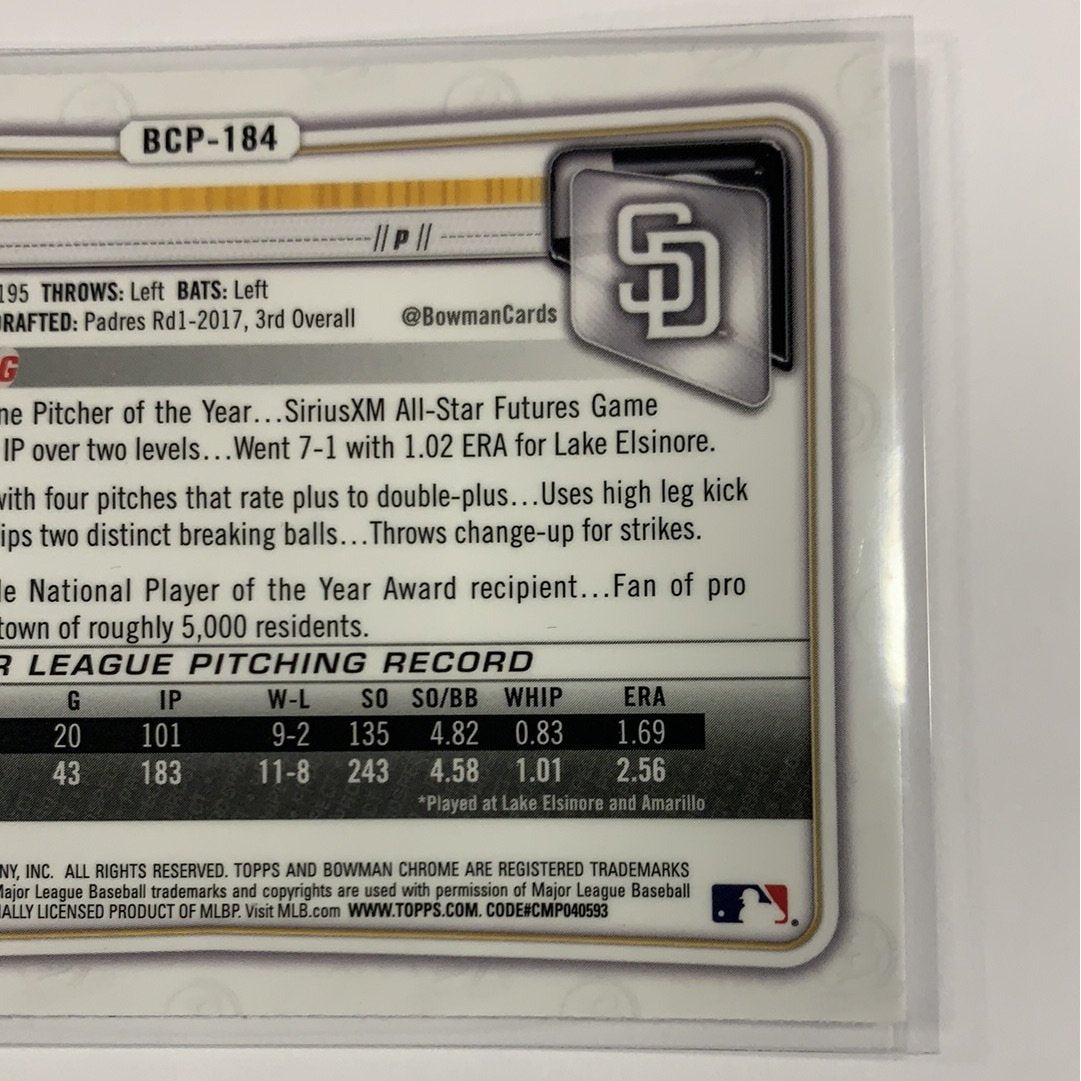 BCP-184
// P //
SD
195 THROWS: Left BATS: Left
RAFTED: Padres Rd1-2017, 3rd Overall @BowmanCards
G
ne Pitcher of the Year...SiriusXM All-Star Futures Game
IP over two levels...Went 7-1 with 1.02 ERA for Lake Elsinore.
with four pitches that rate plus to double-plus...Uses high leg kick
ips two distinct breaking balls...Throws change-up for strikes.
le National Player of the Year Award recipient...Fan of pro
town of roughly 5,000 residents.
R LEAGUE PITCHING RECORD
G IP W-L SO SO/BB WHIP ERA
20 101 9-2 135 4.82 0.83 1.69
43 183 11-8 243 4.58 1.01 2.56
*Played at Lake Elsinore and Amarillo
NY, INC. ALL RIGHTS RESERVED. TOPPS AND BOWMAN CHROME ARE REGISTERED TRADEMARKS
Major League Baseball trademarks and copyrights are used with permission of Major League Baseball
IALLY LICENSED PRODUCT OF MLBP. Visit MLB.com WWW.TOPPS.COM. CODE#CMP040593